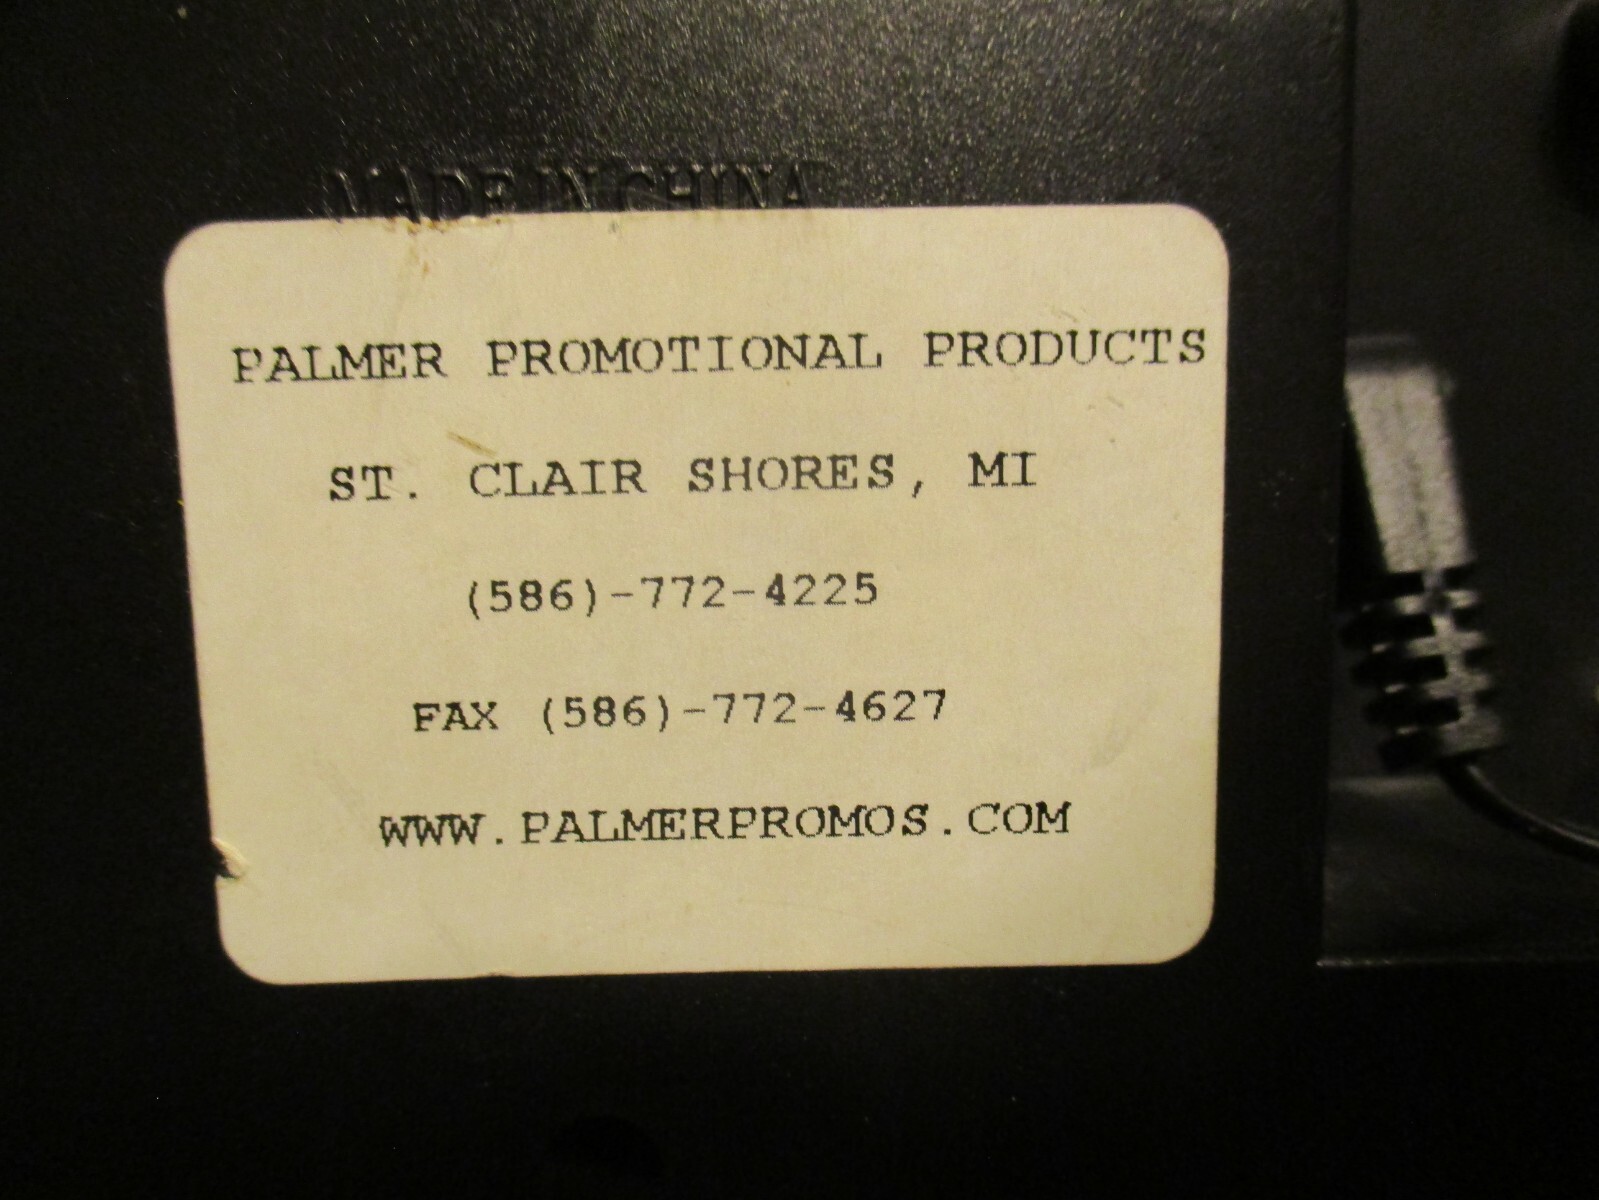 MADE IN CHINA
PALMER PROMOTIONAL PRODUCTS
ST. CLAIR SHORES, MI
(586)-772-4225
FAX (586)-772-4627
WWW.PALMERPROMOS.COM